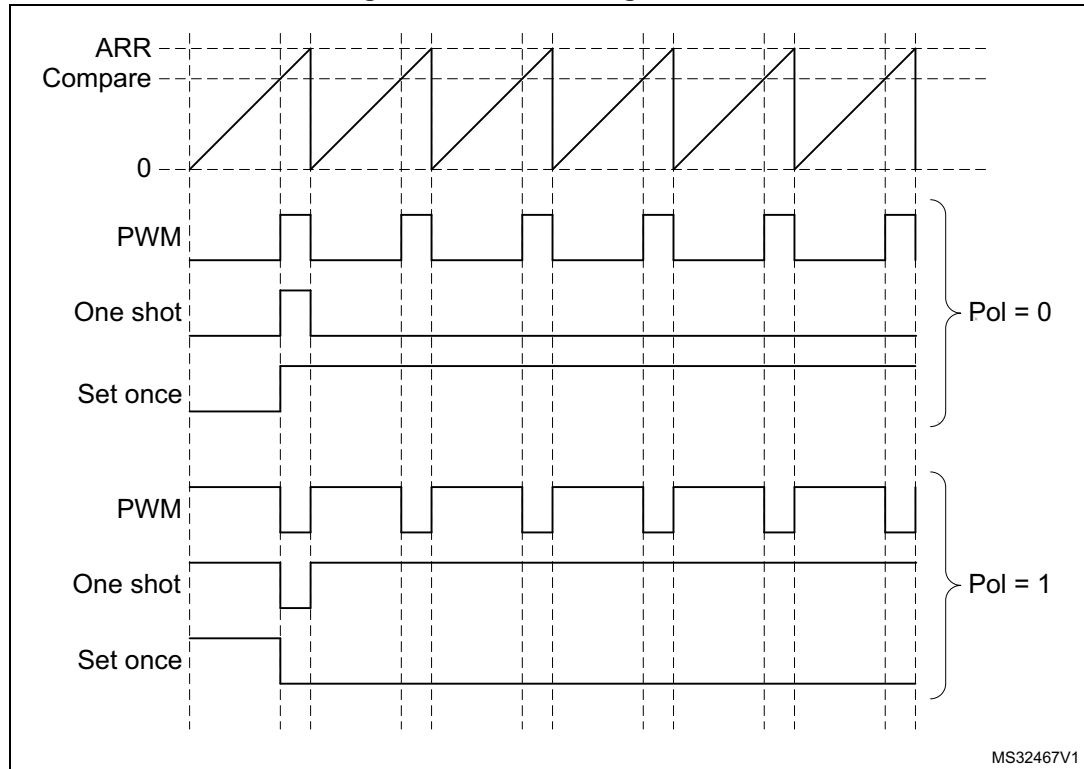 ARR
Compare
0
PWM
One shot
Pol = 0
Set once
PWM
One shot
Pol = 1
Set once
MS32467V1